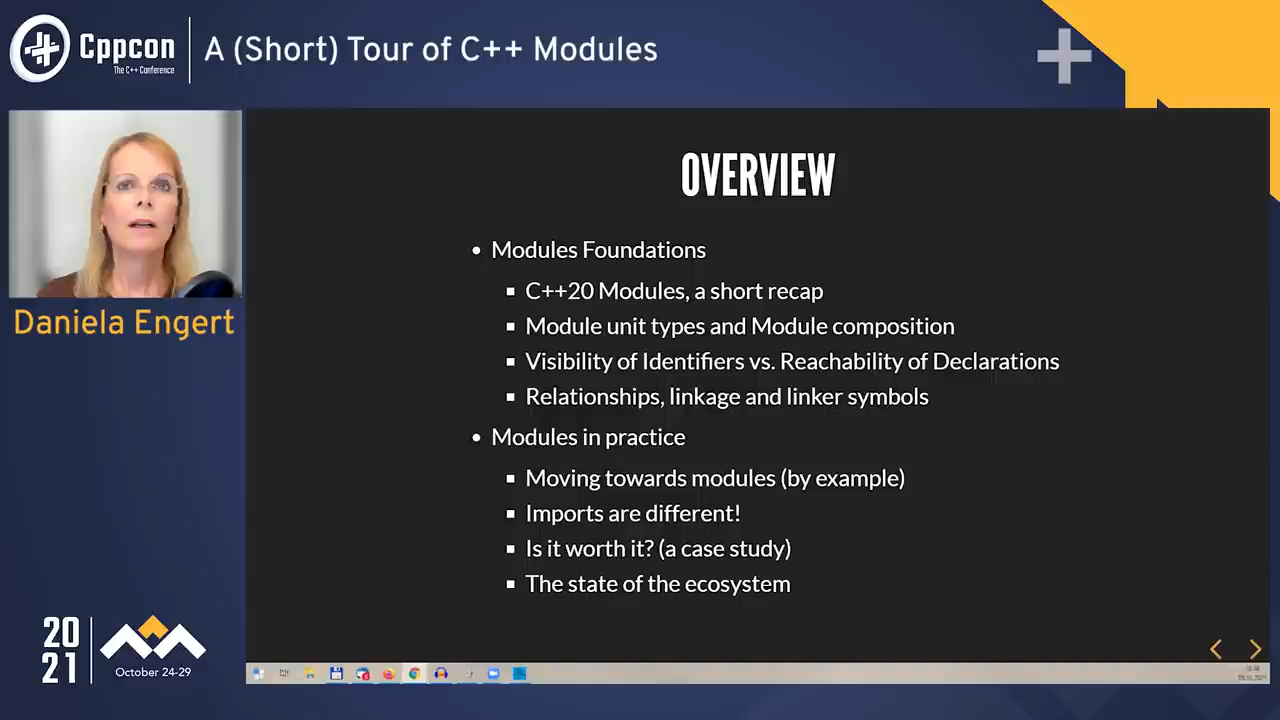 Cppcon
The C++ Conference
A (Short) Tour of C++ Modules
Daniela Engert
OVERVIEW
• Modules Foundations
▪ C++20 Modules, a short recap
▪ Module unit types and Module composition
▪ Visibility of Identifiers vs. Reachability of Declarations
▪ Relationships, linkage and linker symbols
• Modules in practice
▪ Moving towards modules (by example)
▪ Imports are different!
▪ Is it worth it? (a case study)
▪ The state of the ecosystem
20
21
October 24-29